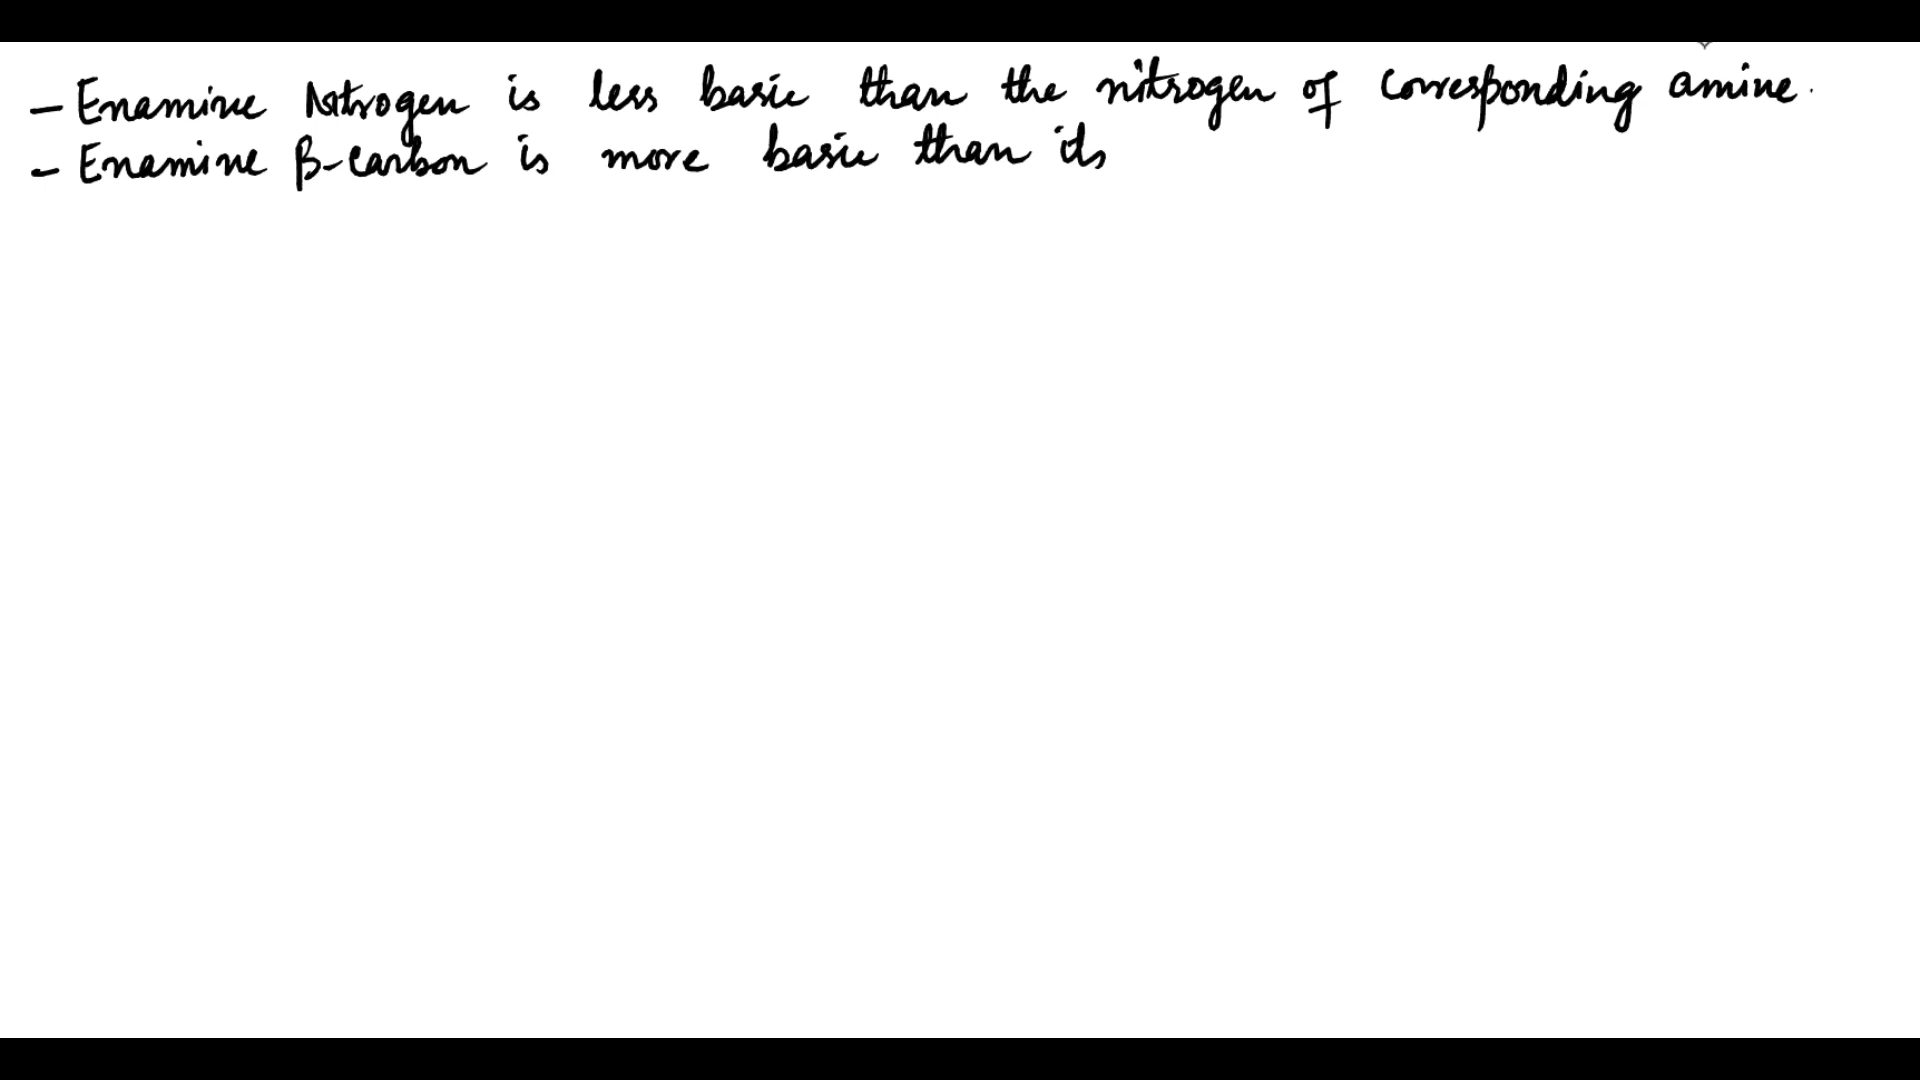 - Enamine Nitrogen is less basic than the nitrogen of corresponding amine.
- Enamine β-carbon is more basic than its